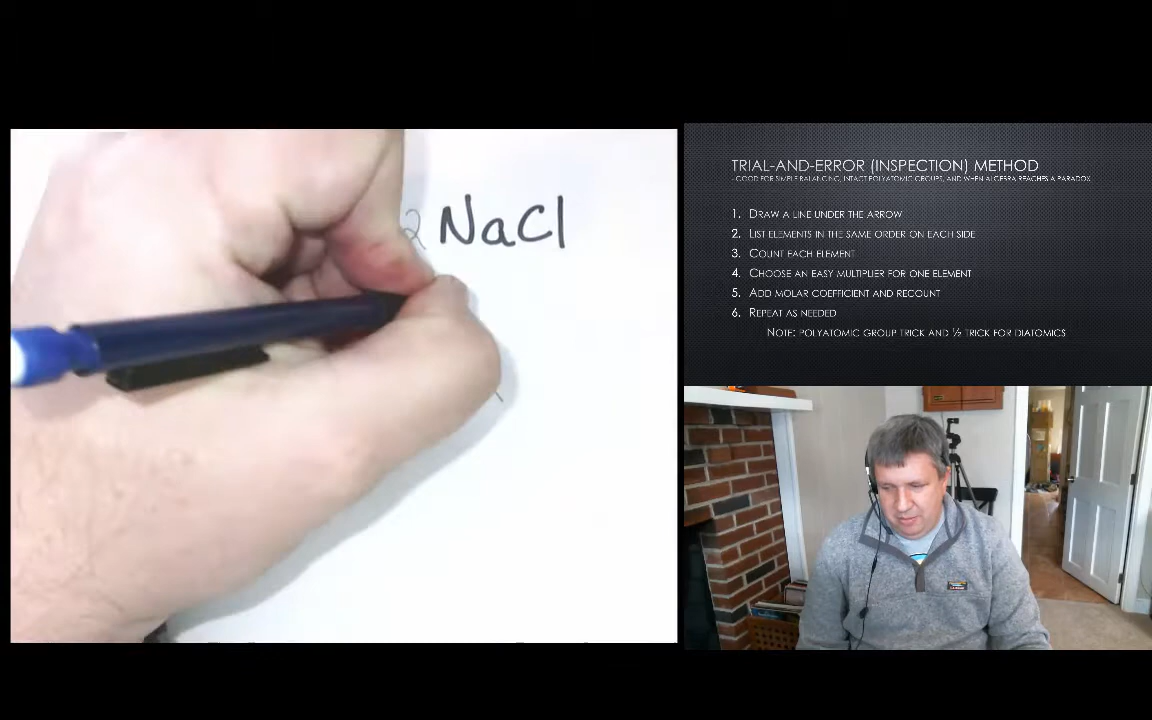 2 NaCl
TRIAL-AND-ERROR (INSPECTION) METHOD
- GOOD FOR SIMPLE BALANCING, INTACT POLYATOMIC GROUPS, AND WHEN ALGEBRA REACHES A PARADOX
1. DRAW A LINE UNDER THE ARROW
2. LIST ELEMENTS IN THE SAME ORDER ON EACH SIDE
3. COUNT EACH ELEMENT
4. CHOOSE AN EASY MULTIPLIER FOR ONE ELEMENT
5. ADD MOLAR COEFFICIENT AND RECOUNT
6. REPEAT AS NEEDED
NOTE: POLYATOMIC GROUP TRICK AND ½ TRICK FOR DIATOMICS